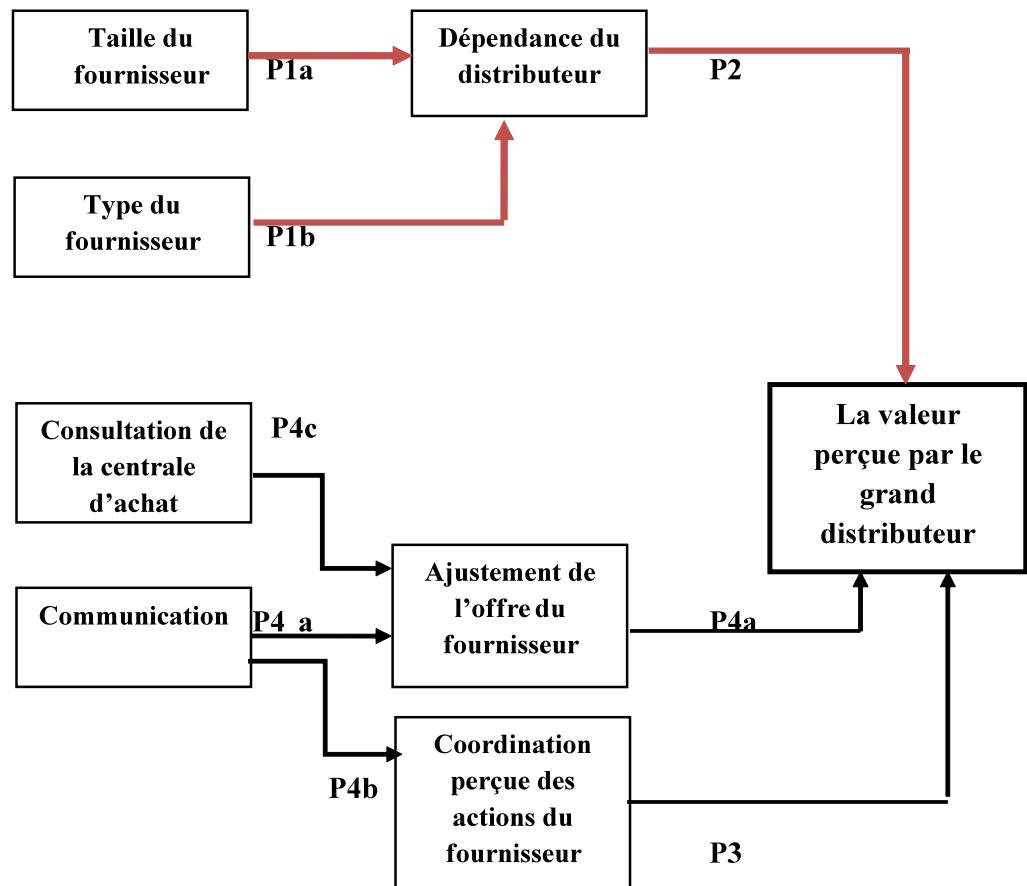 Taille du
fournisseur
P1a
Dépendance du
distributeur
P2
Type du
fournisseur
P1b
Consultation de
la centrale
d’achat
P4c
La valeur
perçue par le
grand
distributeur
Communication
P4 a
Ajustement de
l’offre du
fournisseur
P4a
P4b
Coordination
perçue des
actions du
fournisseur
P3